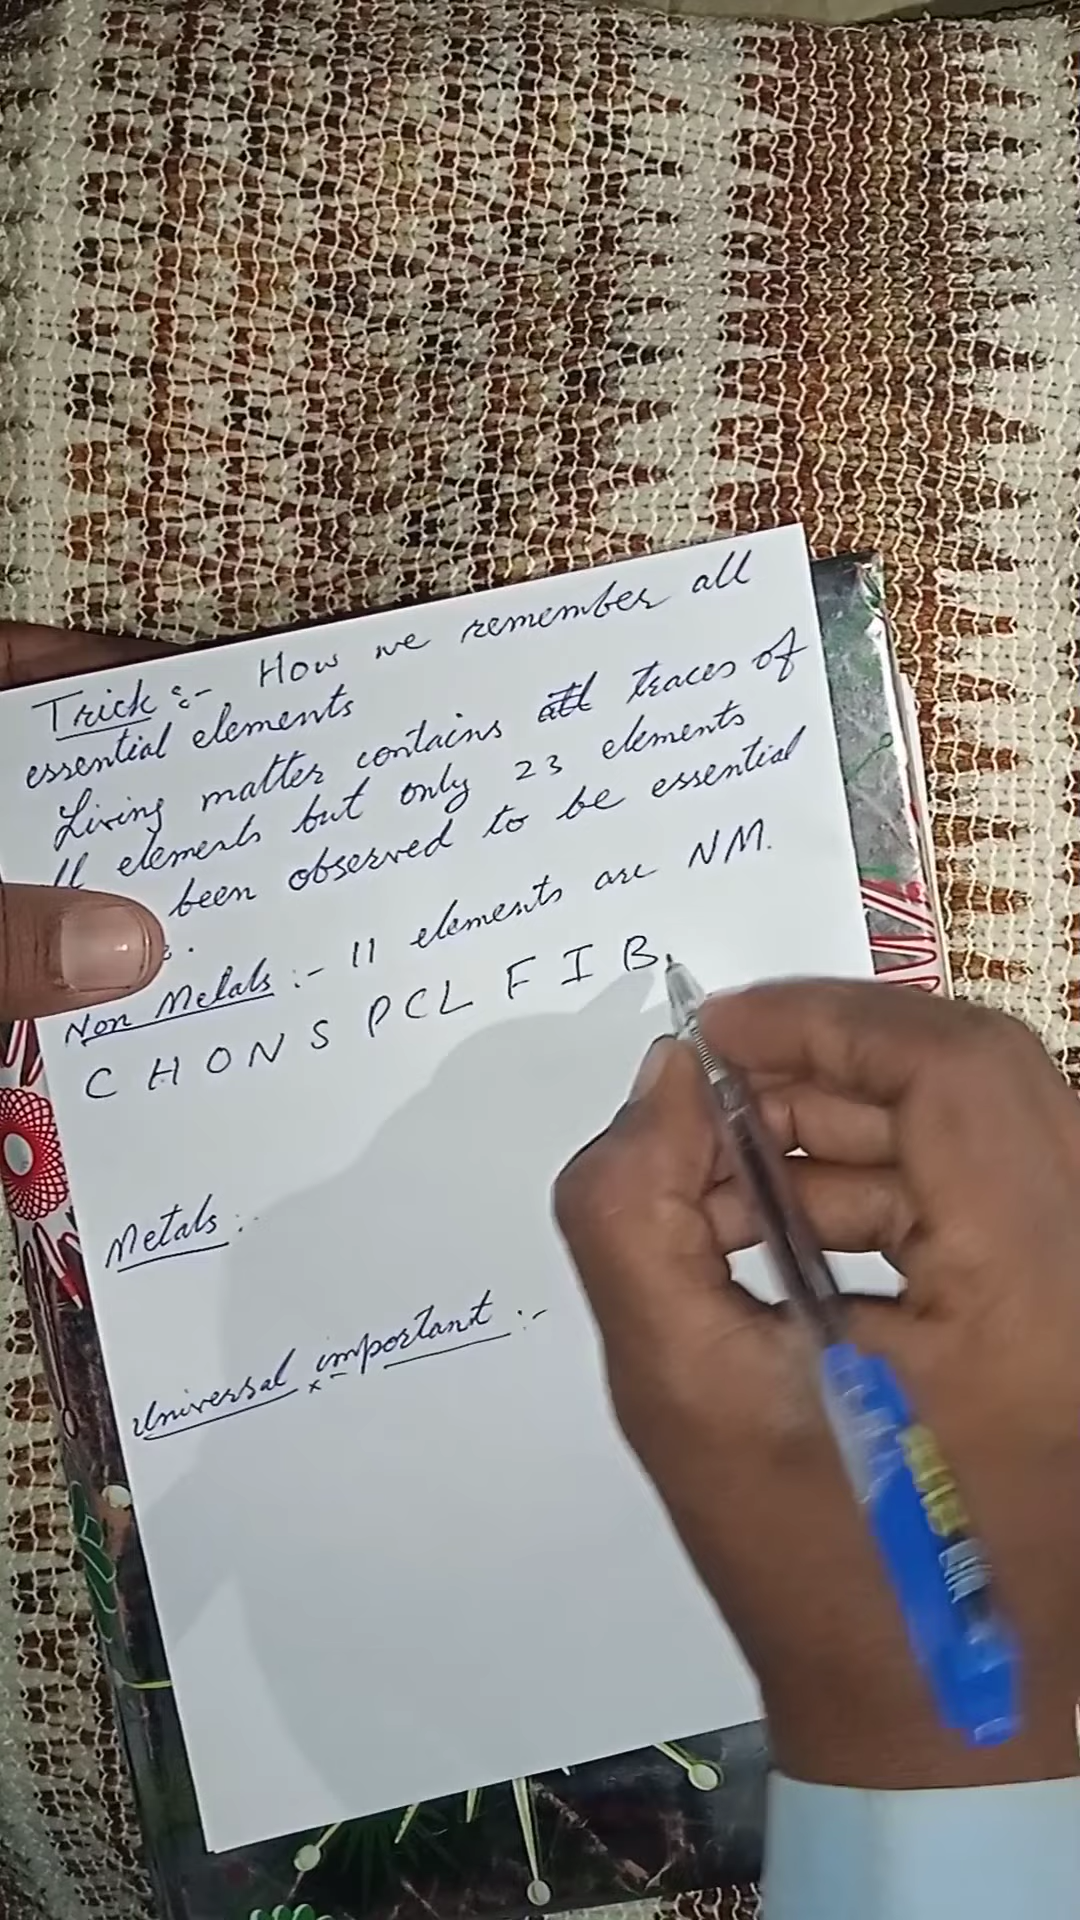 Trick :- How we remember all
essential elements
Living matter contains all traces of
ll elements but only 23 elements
been observed to be essential
e.
Non Metals :- 11 elements are NM.
C H O N S P C L F I B
Metals :-
Universal important :-